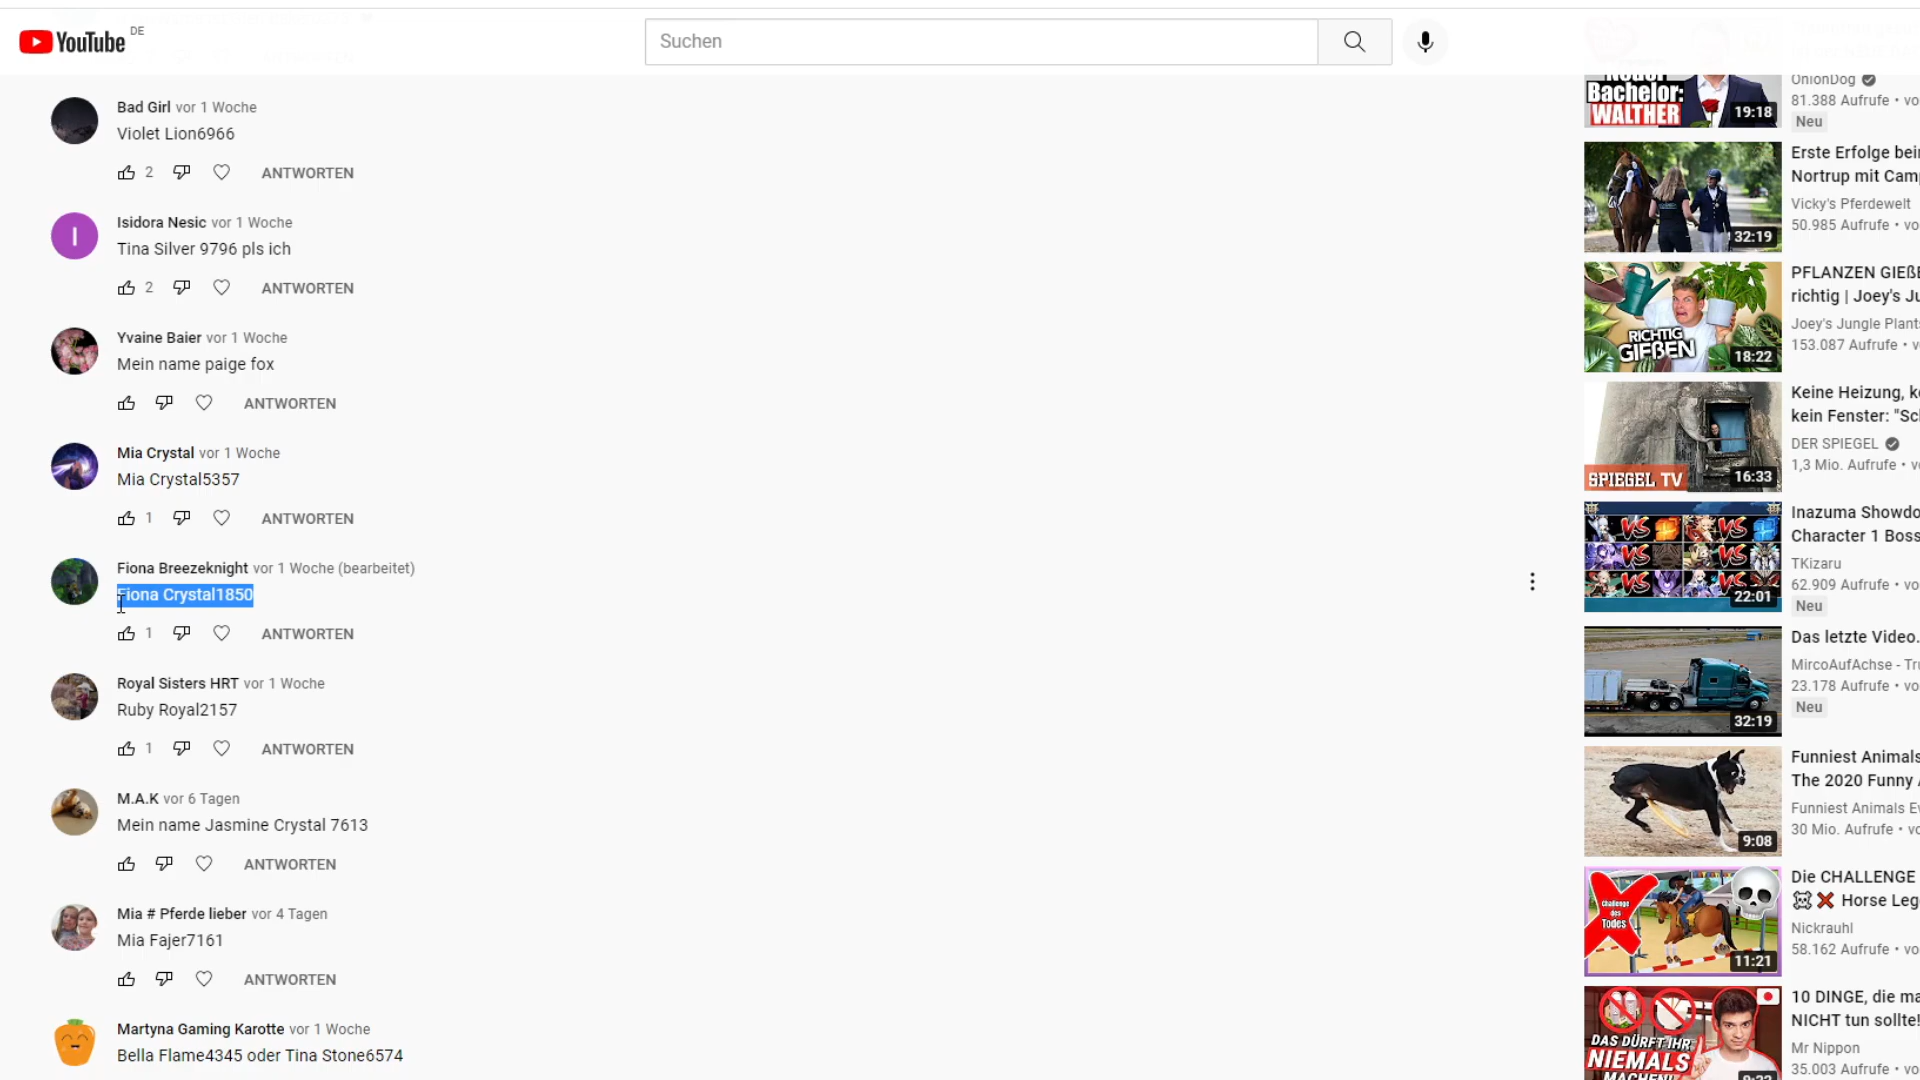 YouTube DE
Suchen
Bad Girl vor 1 Woche
Violet Lion6966
2 ANTWORTEN
Isidora Nesic vor 1 Woche
Tina Silver 9796 pls ich
I
2 ANTWORTEN
Yvaine Baier vor 1 Woche
Mein name paige fox
ANTWORTEN
Mia Crystal vor 1 Woche
Mia Crystal5357
1 ANTWORTEN
Fiona Breezeknight vor 1 Woche (bearbeitet)
Fiona Crystal1850
1 ANTWORTEN
Royal Sisters HRT vor 1 Woche
Ruby Royal2157
1 ANTWORTEN
M.A.K vor 6 Tagen
Mein name Jasmine Crystal 7613
ANTWORTEN
Mia # Pferde lieber vor 4 Tagen
Mia Fajer7161
ANTWORTEN
Martyna Gaming Karotte vor 1 Woche
Bella Flame4345 oder Tina Stone6574
Bachelor:
WALTHER
19:18
OnionDog
81.388 Aufrufe • vo
Neu
32:19
Erste Erfolge bei
Nortrup mit Cam
Vicky's Pferdewelt
50.985 Aufrufe • vo
RICHTIG
GIEẞEN
18:22
PFLANZEN GIEẞE
richtig | Joey's Ju
Joey's Jungle Plant
153.087 Aufrufe • v
SPIEGEL TV
16:33
Keine Heizung, k
kein Fenster: "Sc
DER SPIEGEL
1,3 Mio. Aufrufe • v
VS VS
VS VS
VS VS
22:01
Inazuma Showdo
Character 1 Boss
TKizaru
62.909 Aufrufe • vo
Neu
32:19
Das letzte Video.
MircoAufAchse - Tr
23.178 Aufrufe • vo
Neu
9:08
Funniest Animals
The 2020 Funny
Funniest Animals E
30 Mio. Aufrufe • vo
Challenge
des
Todes
11:21
Die CHALLENGE
Horse Leg
Nickrauhl
58.162 Aufrufe • vo
DAS DÜRFT IHR
NIEMALS
MACHEN!
10 DINGE, die ma
NICHT tun sollte!
Mr Nippon
35.003 Aufrufe • vo